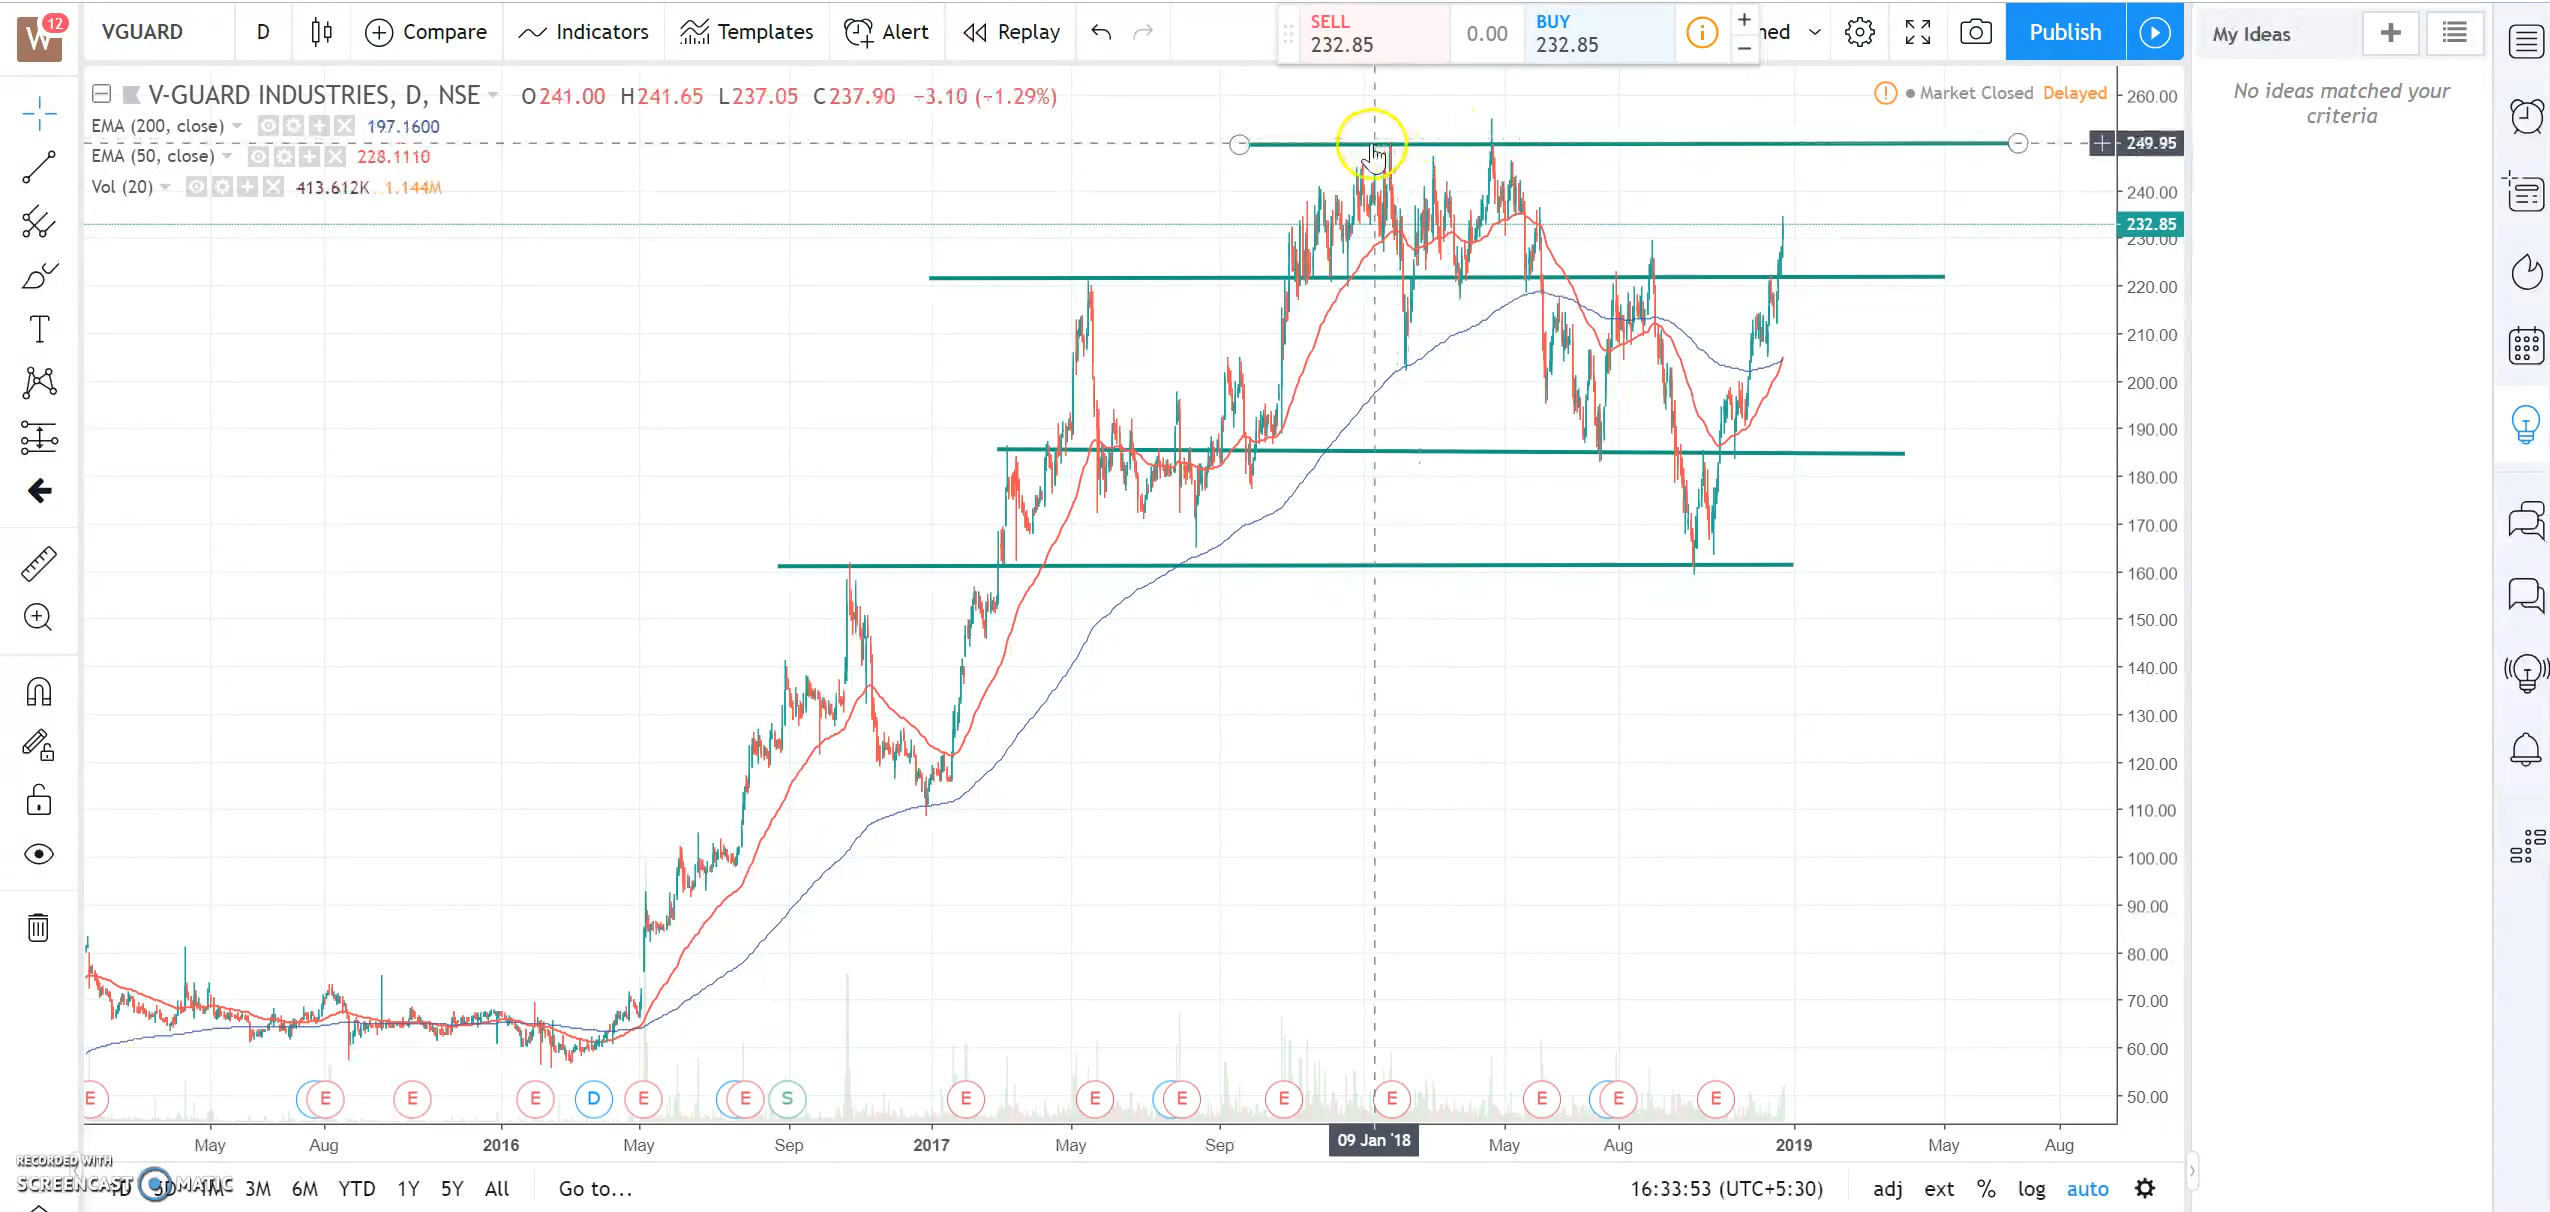 W 12 VGUARD D Compare Indicators Templates Alert Replay SELL 232.85 0.00 BUY 232.85 Publish My Ideas
V-GUARD INDUSTRIES, D, NSE O241.00 H241.65 L237.05 C237.90 −3.10 (−1.29%)
Market Closed Delayed
EMA (200, close) 197.1600
EMA (50, close) 228.1110
Vol (20) 413.612K 1.144M
No ideas matched your
criteria
260.00
249.95
240.00
232.85
230.00
220.00
210.00
200.00
190.00
180.00
170.00
160.00
150.00
140.00
130.00
120.00
110.00
100.00
90.00
80.00
70.00
60.00
50.00
E E E E D E E S E E E E E E E E
May Aug 2016 May Sep 2017 May Sep 09 Jan '18 May Aug 2019 May Aug
RECORDED WITH
SCREENCAST MATIC
1D 5D 1M 3M 6M YTD 1Y 5Y All Go to... 16:33:53 (UTC+5:30) adj ext % log auto